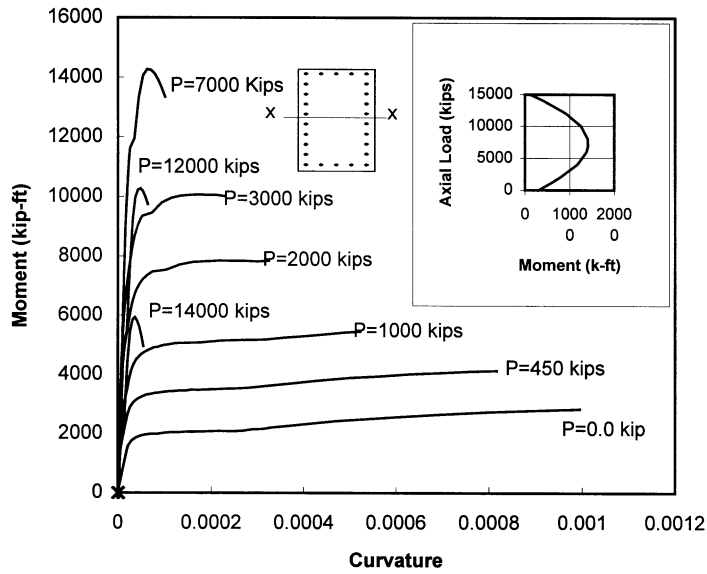 16000
14000
12000
10000
8000
6000
4000
2000
0
Moment (kip-ft)
P=7000 Kips
P=12000 kips
P=3000 kips
P=2000 kips
P=14000 kips
P=1000 kips
P=450 kips
P=0.0 kip
X
X
15000
10000
5000
0
Axial Load (kips)
0 1000 2000
0 0
Moment (k-ft)
0 0.0002 0.0004 0.0006 0.0008 0.001 0.0012
Curvature